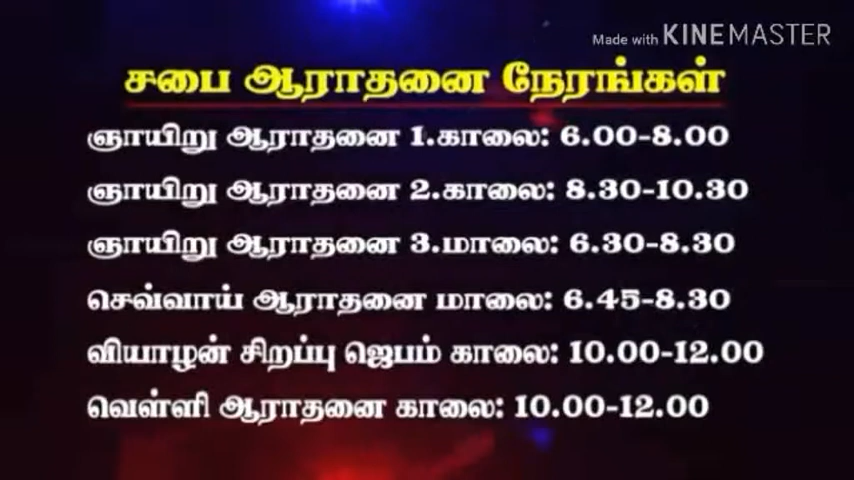 Made with KINEMASTER
சபை ஆராதனை நேரங்கள்
ஞாயிறு ஆராதனை 1.காலை: 6.00-8.00
ஞாயிறு ஆராதனை 2.காலை: 8.30-10.30
ஞாயிறு ஆராதனை 3.மாலை: 6.30-8.30
செவ்வாய் ஆராதனை மாலை: 6.45-8.30
வியாழன் சிறப்பு ஜெபம் காலை: 10.00-12.00
வெள்ளி ஆராதனை காலை: 10.00-12.00